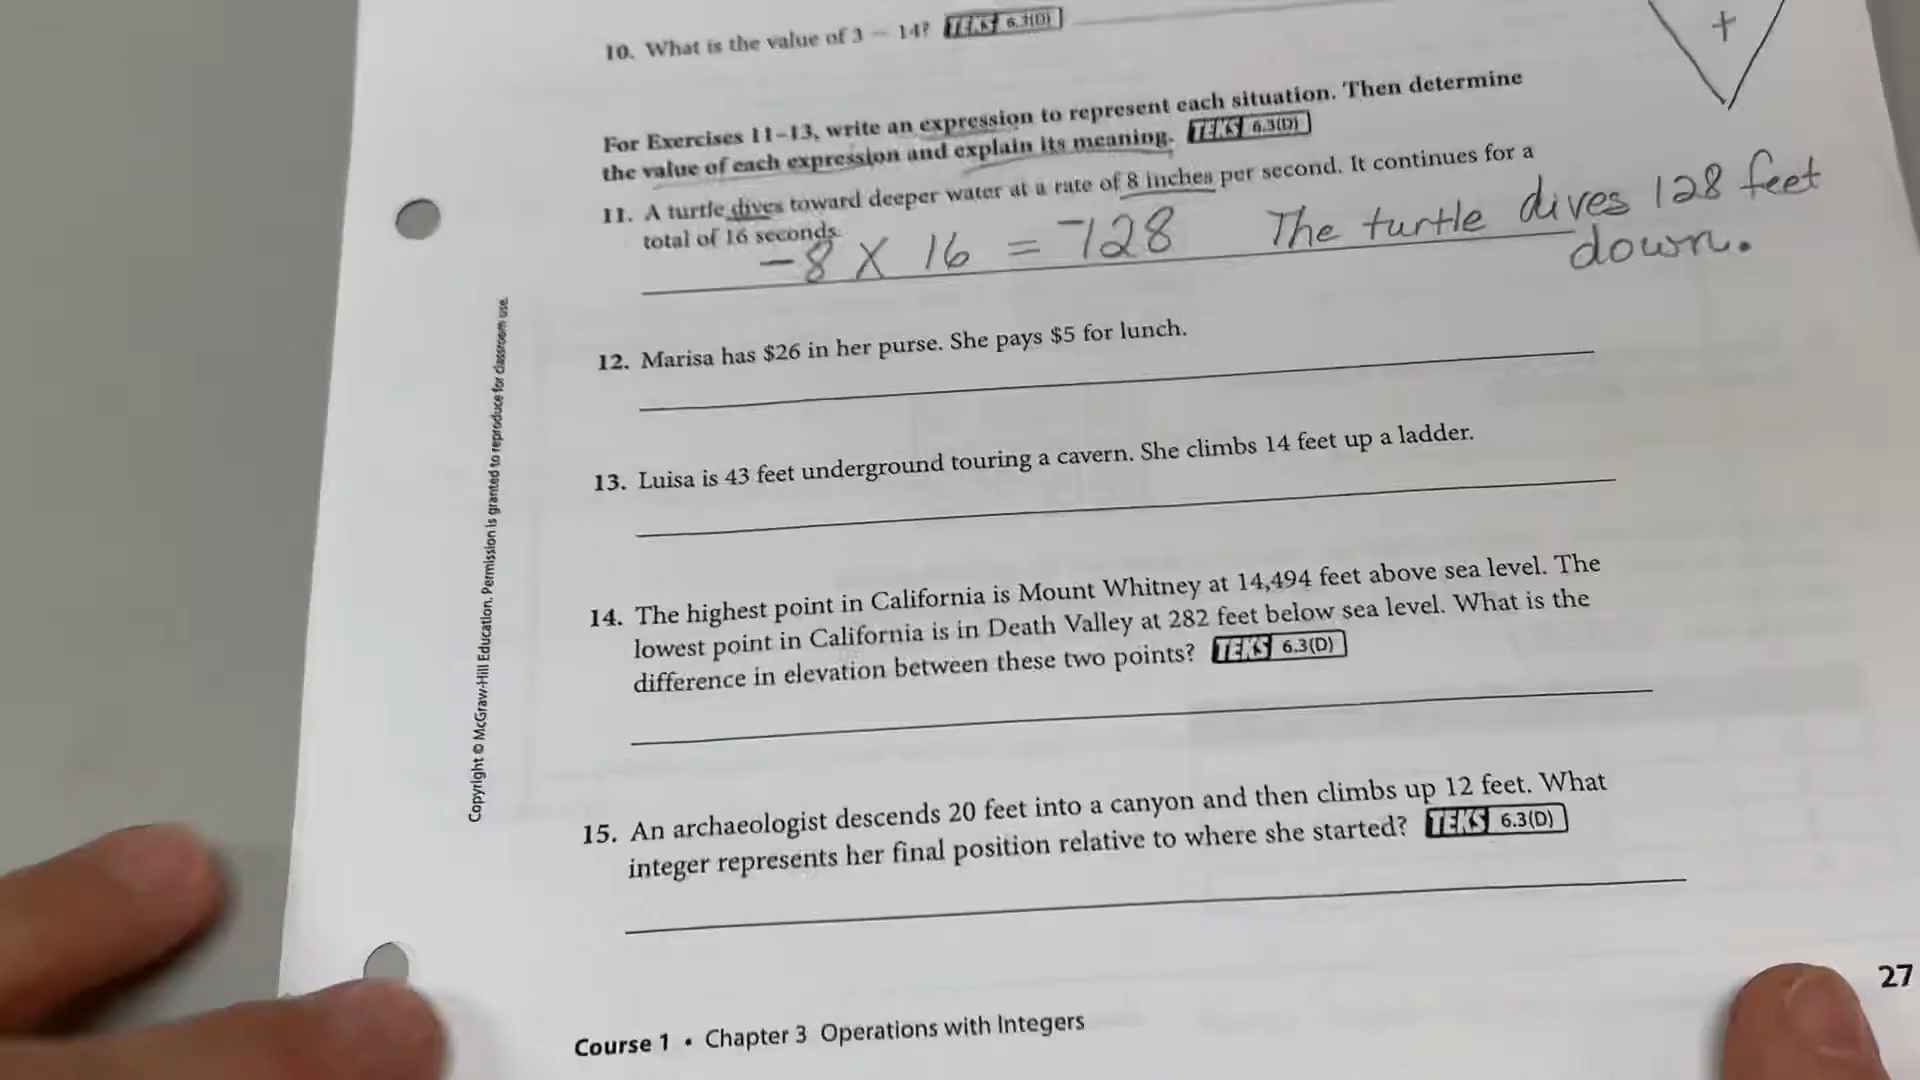 10. What is the value of 3 − 14? TEKS 6.3(D)
+
For Exercises 11–13, write an expression to represent each situation. Then determine
the value of each expression and explain its meaning. TEKS 6.3(D)
11. A turtle dives toward deeper water at a rate of 8 inches per second. It continues for a
total of 16 seconds.
−8 X 16 = −128 The turtle dives 128 feet
down.
12. Marisa has $26 in her purse. She pays $5 for lunch.
13. Luisa is 43 feet underground touring a cavern. She climbs 14 feet up a ladder.
14. The highest point in California is Mount Whitney at 14,494 feet above sea level. The
lowest point in California is in Death Valley at 282 feet below sea level. What is the
difference in elevation between these two points? TEKS 6.3(D)
15. An archaeologist descends 20 feet into a canyon and then climbs up 12 feet. What
integer represents her final position relative to where she started? TEKS 6.3(D)
Copyright © McGraw-Hill Education. Permission is granted to reproduce for classroom use.
27
Course 1 • Chapter 3 Operations with Integers